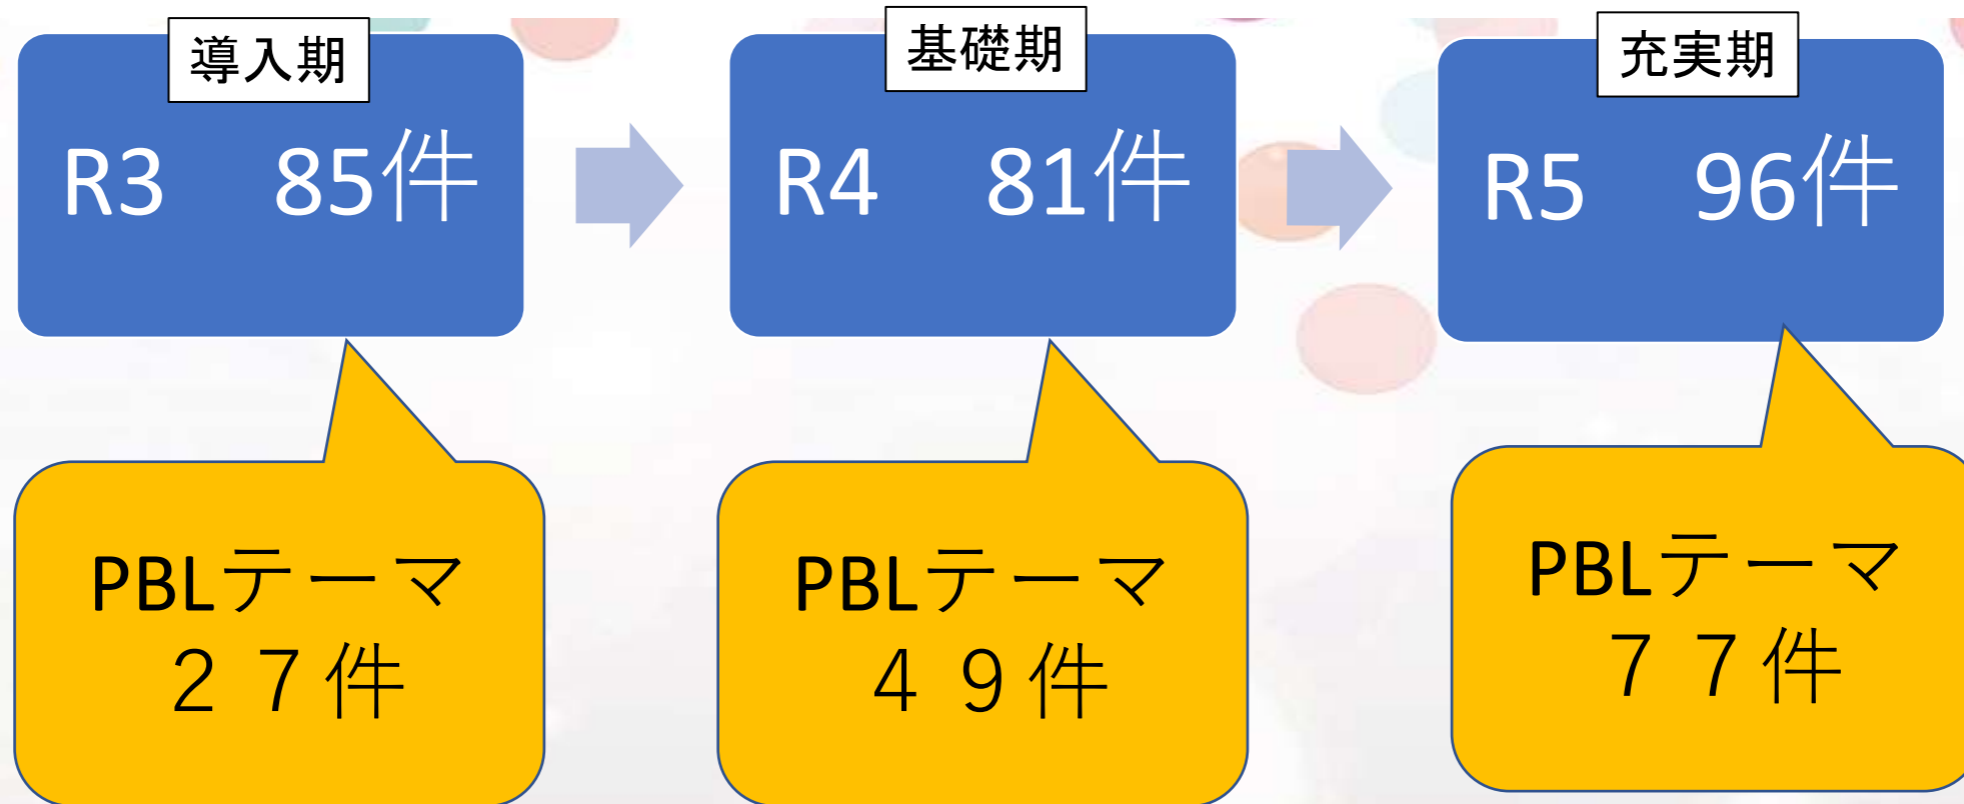 導入期
R3　85件
PBLテーマ
２７件
基礎期
R4　81件
PBLテーマ
４９件
充実期
R5　96件
PBLテーマ
７７件